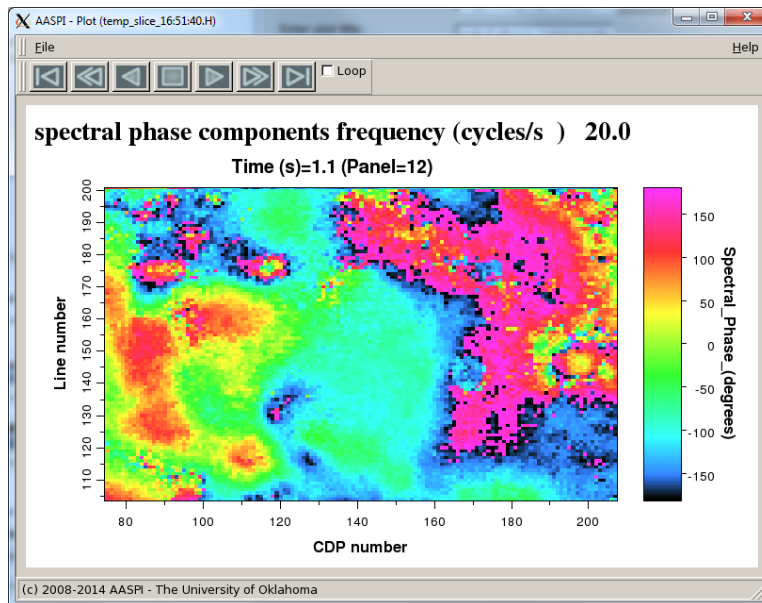 AASPI - Plot (temp_slice_16:51:40.H)
File Help
Loop
spectral phase components frequency (cycles/s ) 20.0
Time (s)=1.1 (Panel=12)
200
190
180
170
160
150
140
130
120
110
Line number
80 100 120 140 160 180 200
CDP number
150
100
50
0
-50
-100
-150
Spectral_Phase_(degrees)
(c) 2008-2014 AASPI - The University of Oklahoma